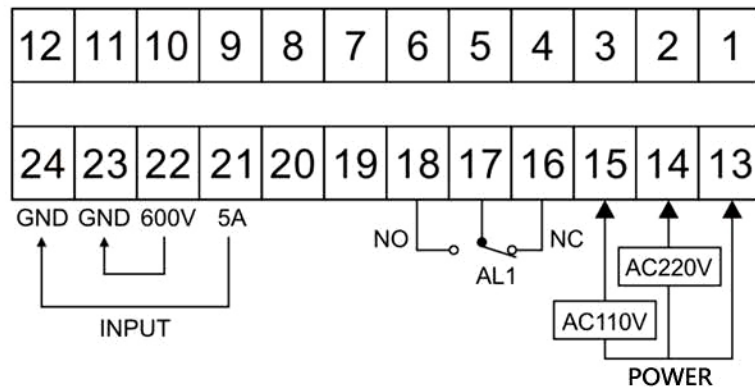 12 11 10 9 8 7 6 5 4 3 2 1
24 23 22 21 20 19 18 17 16 15 14 13
GND GND 600V 5A
NO NC
AL1
AC220V
AC110V
INPUT
POWER